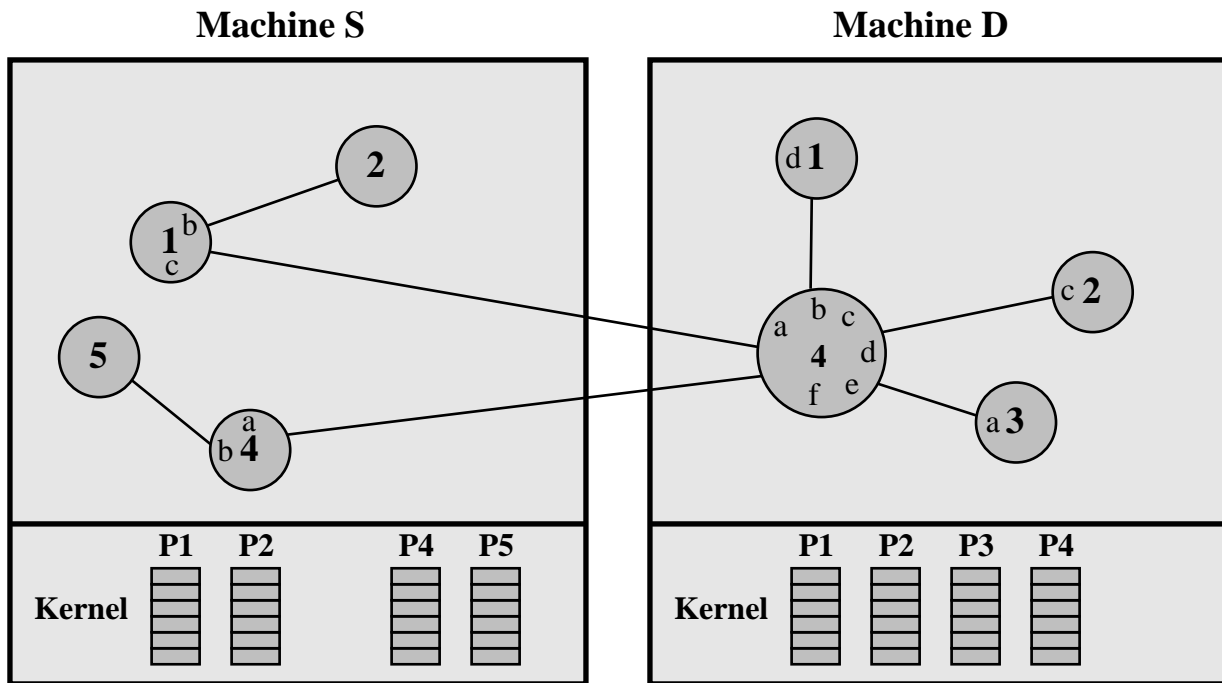 Machine S
Machine D
2
1 b
c
5
a
b 4
d 1
c 2
a b c
4 d
f e
a 3
P1 P2 P4 P5
Kernel
P1 P2 P3 P4
Kernel